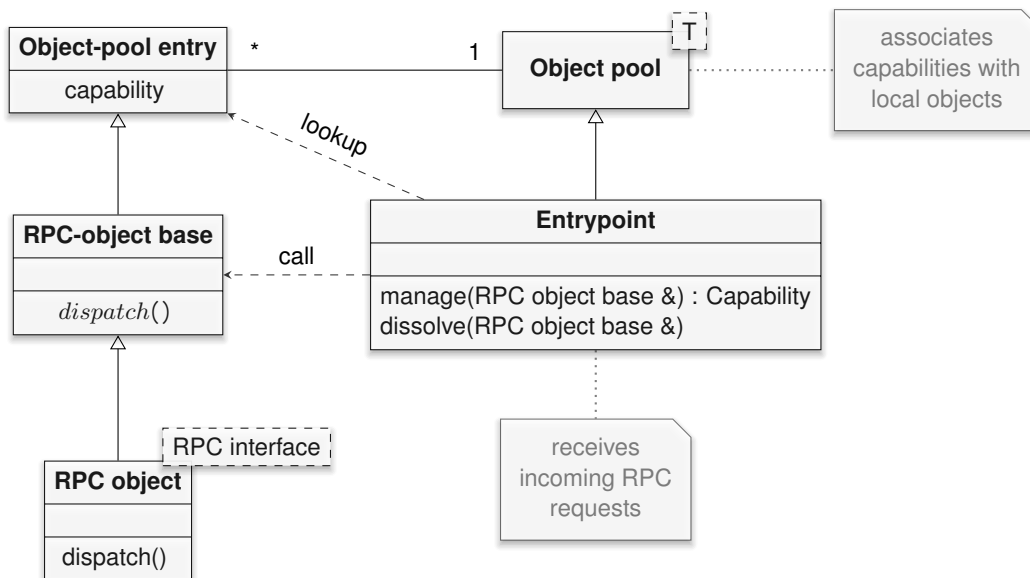 Object-pool entry
capability
*
1
T
Object pool
associates
capabilities with
local objects
lookup
RPC-object base
dispatch()
call
Entrypoint
manage(RPC object base &) : Capability
dissolve(RPC object base &)
RPC interface
RPC object
dispatch()
receives
incoming RPC
requests